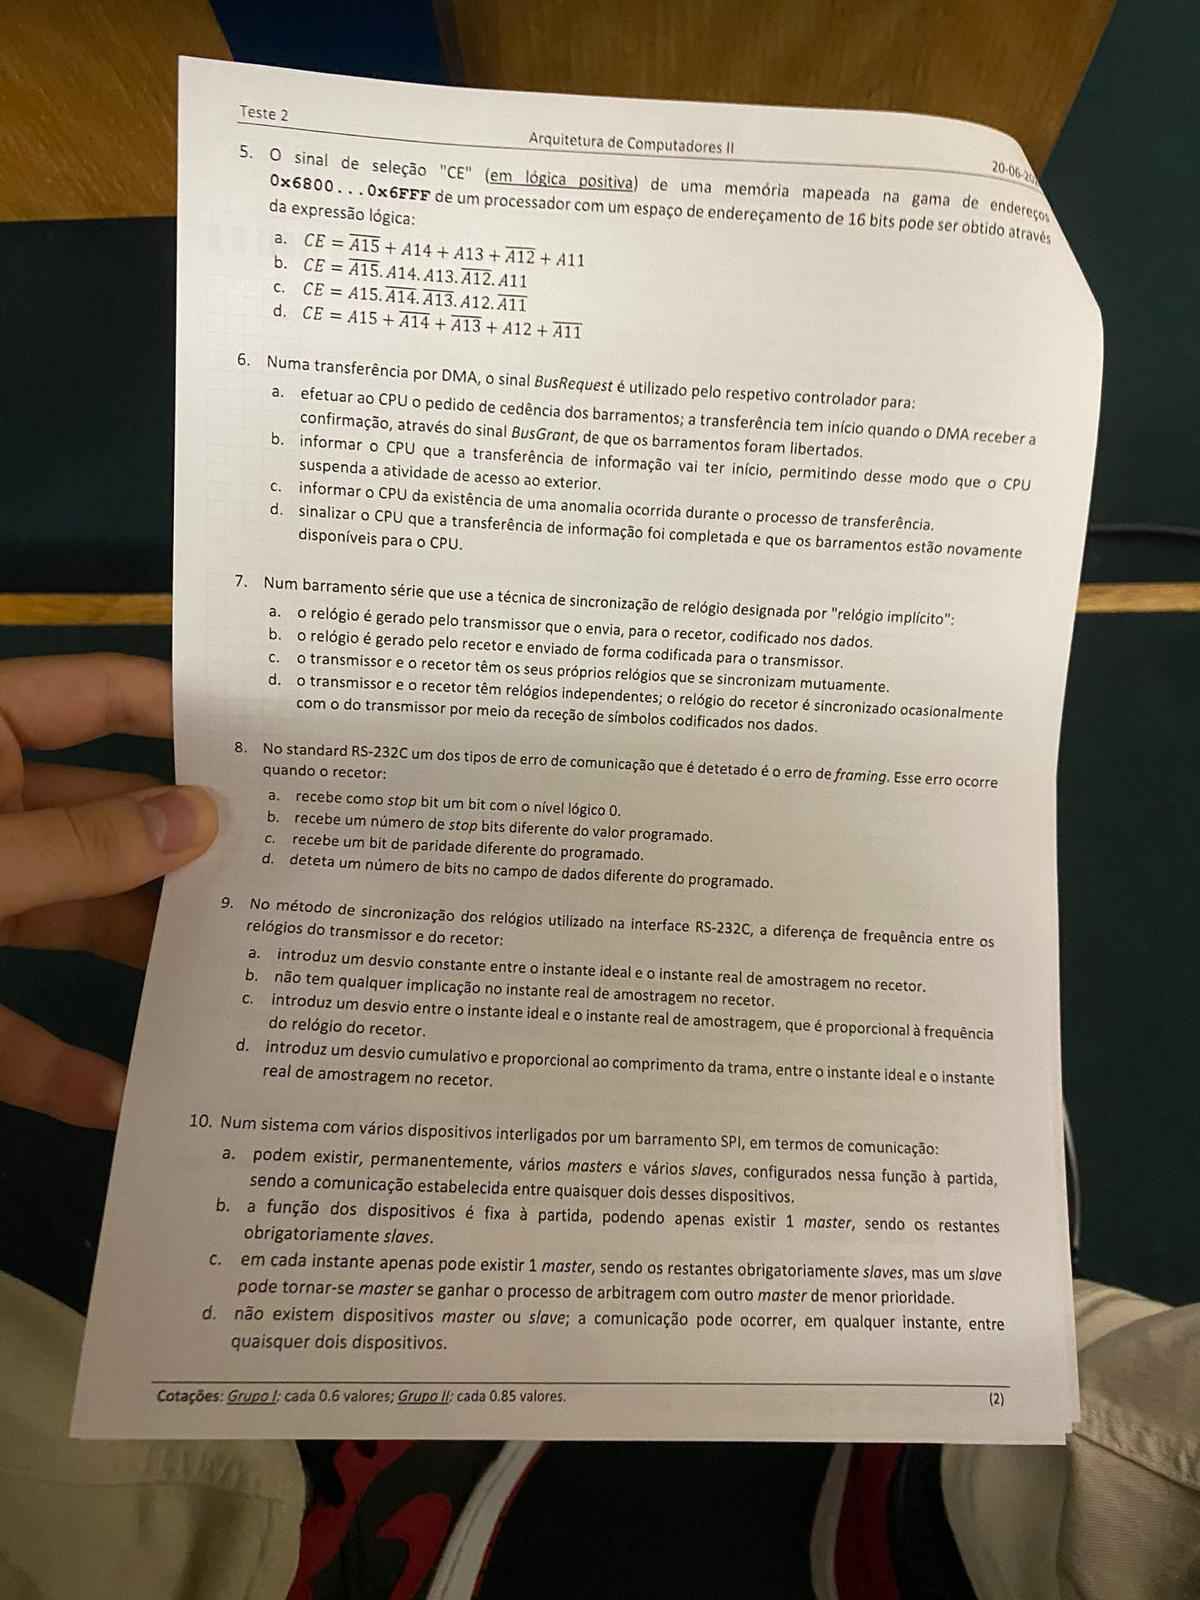 Teste 2
Arquitetura de Computadores II
20-06-20
5. O sinal de seleção "CE" (em lógica positiva) de uma memória mapeada na gama de endereços
0x6800...0x6FFF de um processador com um espaço de endereçamento de 16 bits pode ser obtido através
da expressão lógica:
a. CE = A̅1̅5̅ + A14 + A13 + A̅1̅2̅ + A11
b. CE = A̅1̅5̅. A14. A13. A̅1̅2̅. A11
c. CE = A15. A̅1̅4̅. A̅1̅3̅. A12. A̅1̅1̅
d. CE = A15 + A̅1̅4̅ + A̅1̅3̅ + A12 + A̅1̅1̅
6. Numa transferência por DMA, o sinal BusRequest é utilizado pelo respetivo controlador para:
a. efetuar ao CPU o pedido de cedência dos barramentos; a transferência tem início quando o DMA receber a
confirmação, através do sinal BusGrant, de que os barramentos foram libertados.
b. informar o CPU que a transferência de informação vai ter início, permitindo desse modo que o CPU
suspenda a atividade de acesso ao exterior.
c. informar o CPU da existência de uma anomalia ocorrida durante o processo de transferência.
d. sinalizar o CPU que a transferência de informação foi completada e que os barramentos estão novamente
disponíveis para o CPU.
7. Num barramento série que use a técnica de sincronização de relógio designada por "relógio implícito":
a. o relógio é gerado pelo transmissor que o envia, para o recetor, codificado nos dados.
b. o relógio é gerado pelo recetor e enviado de forma codificada para o transmissor.
c. o transmissor e o recetor têm os seus próprios relógios que se sincronizam mutuamente.
d. o transmissor e o recetor têm relógios independentes; o relógio do recetor é sincronizado ocasionalmente
com o do transmissor por meio da receção de símbolos codificados nos dados.
8. No standard RS-232C um dos tipos de erro de comunicação que é detetado é o erro de framing. Esse erro ocorre
quando o recetor:
a. recebe como stop bit um bit com o nível lógico 0.
b. recebe um número de stop bits diferente do valor programado.
c. recebe um bit de paridade diferente do programado.
d. deteta um número de bits no campo de dados diferente do programado.
9. No método de sincronização dos relógios utilizado na interface RS-232C, a diferença de frequência entre os
relógios do transmissor e do recetor:
a. introduz um desvio constante entre o instante ideal e o instante real de amostragem no recetor.
b. não tem qualquer implicação no instante real de amostragem no recetor.
c. introduz um desvio entre o instante ideal e o instante real de amostragem, que é proporcional à frequência
do relógio do recetor.
d. introduz um desvio cumulativo e proporcional ao comprimento da trama, entre o instante ideal e o instante
real de amostragem no recetor.
10. Num sistema com vários dispositivos interligados por um barramento SPI, em termos de comunicação:
a. podem existir, permanentemente, vários masters e vários slaves, configurados nessa função à partida,
sendo a comunicação estabelecida entre quaisquer dois desses dispositivos.
b. a função dos dispositivos é fixa à partida, podendo apenas existir 1 master, sendo os restantes
obrigatoriamente slaves.
c. em cada instante apenas pode existir 1 master, sendo os restantes obrigatoriamente slaves, mas um slave
pode tornar-se master se ganhar o processo de arbitragem com outro master de menor prioridade.
d. não existem dispositivos master ou slave; a comunicação pode ocorrer, em qualquer instante, entre
quaisquer dois dispositivos.
Cotações: Grupo I: cada 0.6 valores; Grupo II: cada 0.85 valores.
(2)